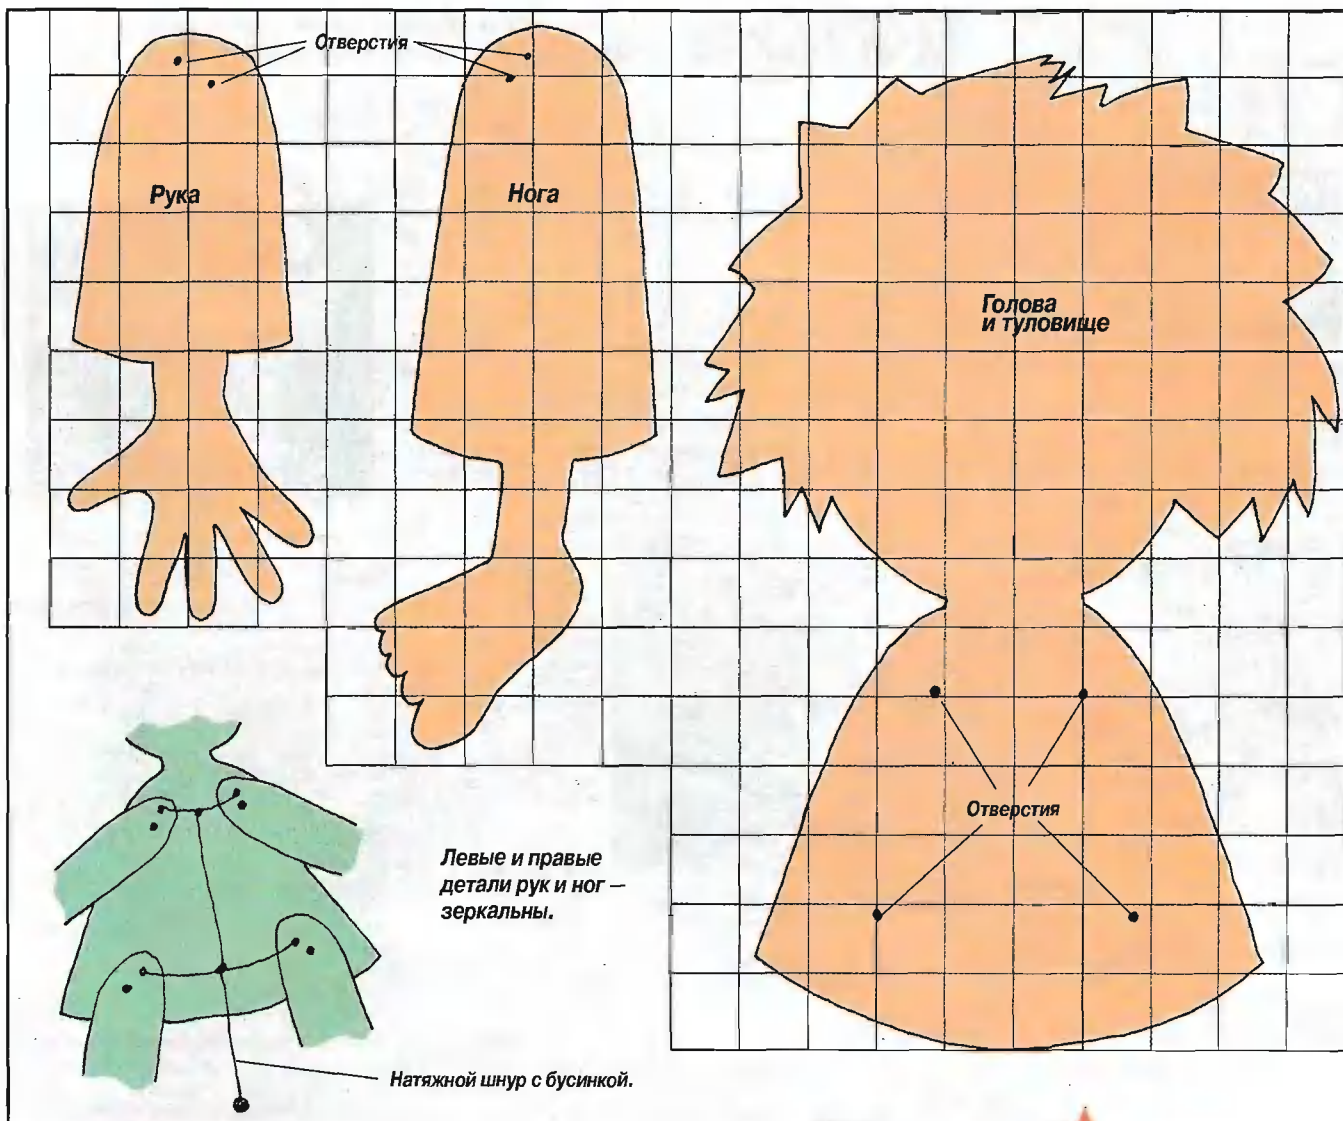 Отверстия
Рука
Нога
Голова
и туловище
Отверстия
Левые и правые
детали рук и ног –
зеркальны.
Натяжной шнур с бусинкой.